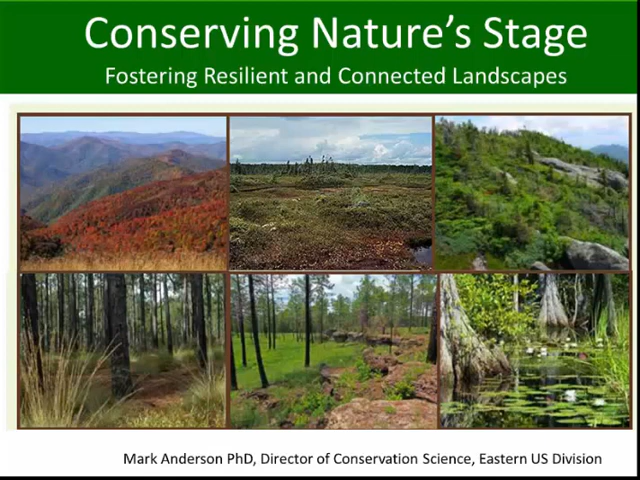 Conserving Nature's Stage
Fostering Resilient and Connected Landscapes
Mark Anderson PhD, Director of Conservation Science, Eastern US Division